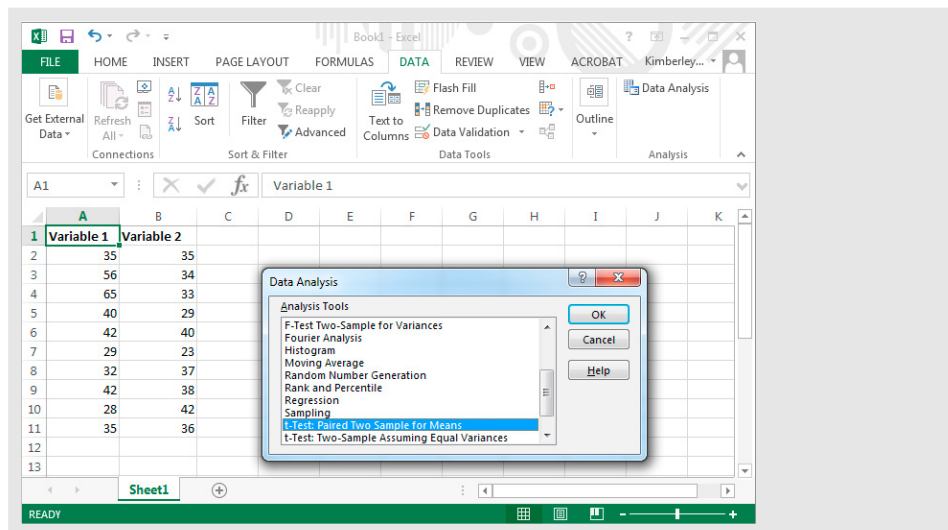 Book1 - Excel
FILE HOME INSERT PAGE LAYOUT FORMULAS DATA REVIEW VIEW ACROBAT Kimberley...
Get External Data
Refresh All
Connections
Sort
Filter
Clear
Reapply
Advanced
Sort & Filter
Text to Columns
Flash Fill
Remove Duplicates
Data Validation
Data Tools
Outline
Data Analysis
Analysis
A1 fx Variable 1
A B C D E F G H I J K
1 Variable 1 Variable 2
2 35 35
3 56 34
4 65 33
5 40 29
6 42 40
7 29 23
8 32 37
9 42 38
10 28 42
11 35 36
12
13
Data Analysis
Analysis Tools
F-Test Two-Sample for Variances
Fourier Analysis
Histogram
Moving Average
Random Number Generation
Rank and Percentile
Regression
Sampling
t-Test: Paired Two Sample for Means
t-Test: Two-Sample Assuming Equal Variances
OK
Cancel
Help
Sheet1
READY